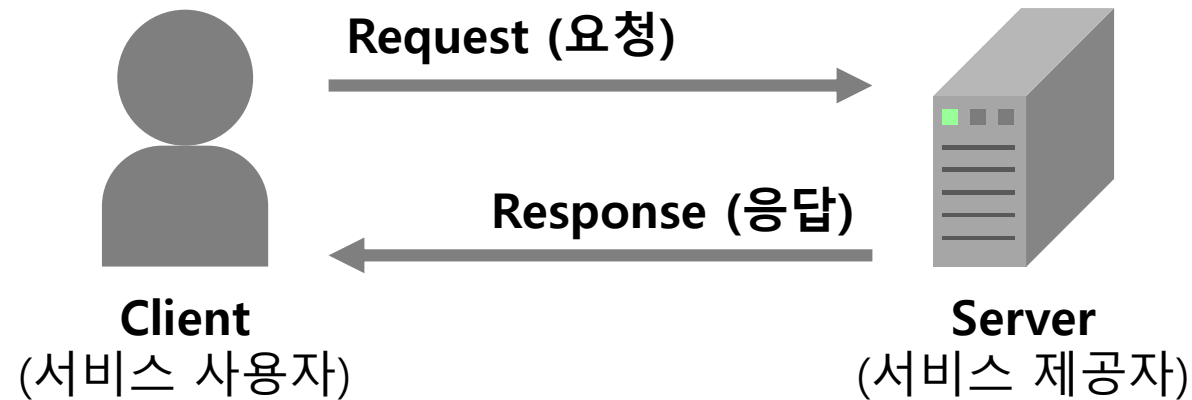 Request (요청)
Response (응답)
Client
(서비스 사용자)
Server
(서비스 제공자)